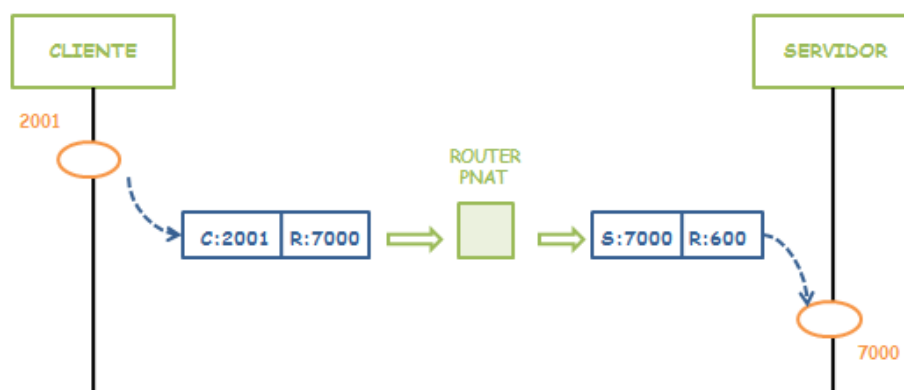 CLIENTE
SERVIDOR
2001
ROUTER
PNAT
C:2001 R:7000
S:7000 R:600
7000